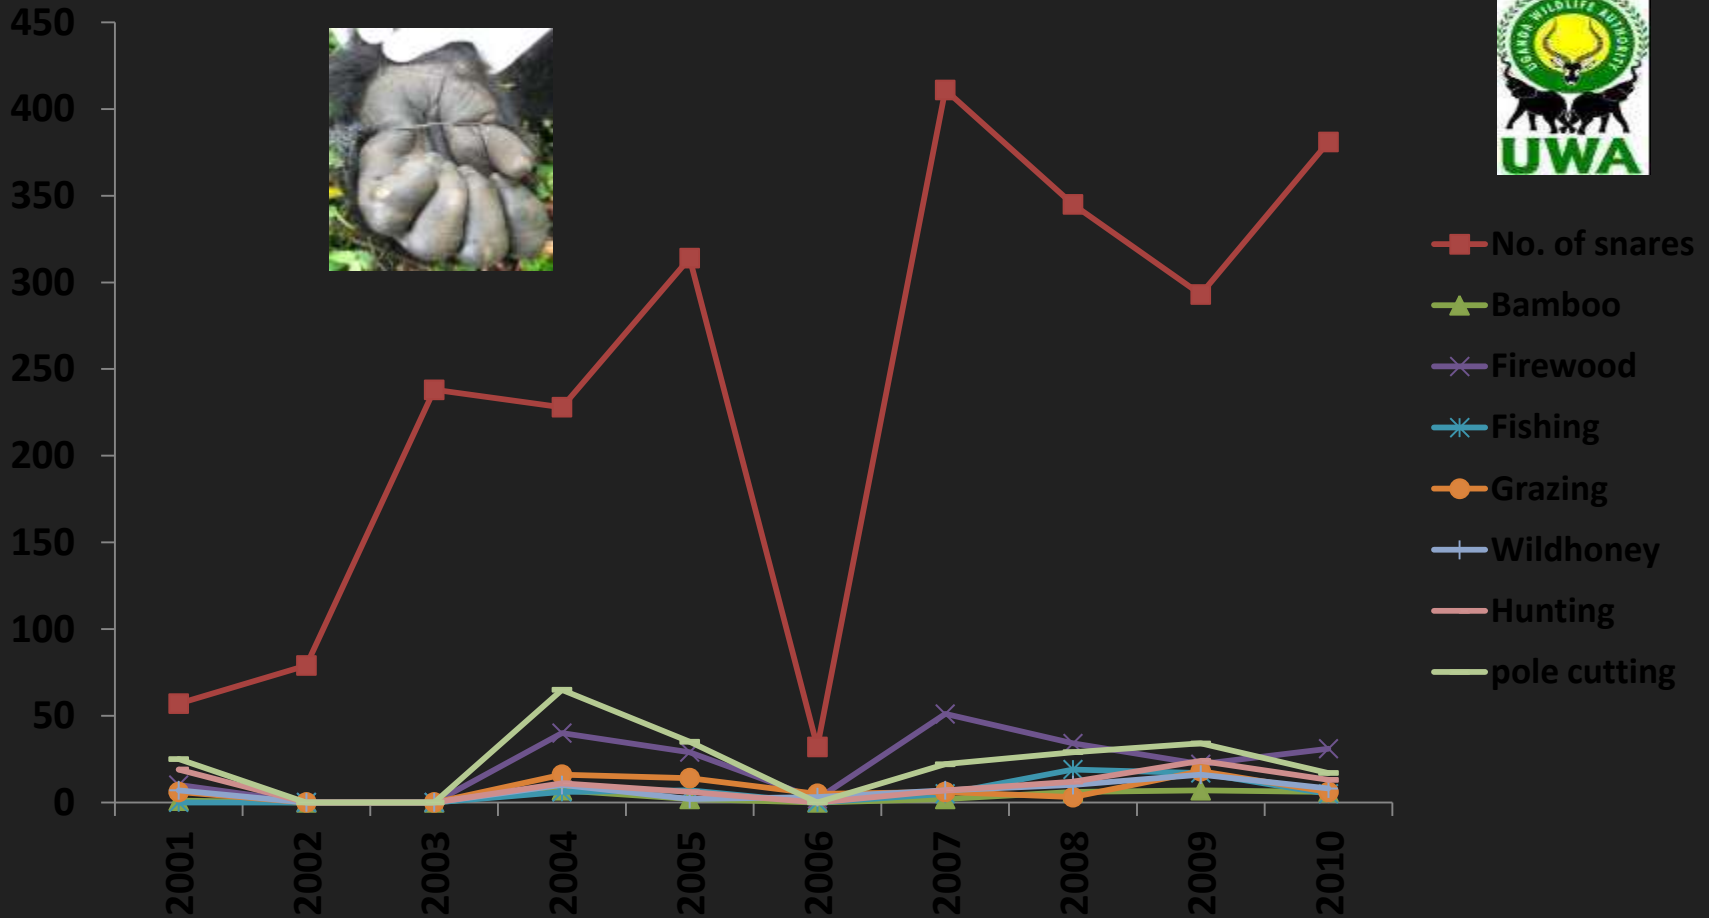 450
400
350
300
250
200
150
100
50
0
2001
2002
2003
2004
2005
2006
2007
2008
2009
2010
UGANDA WILDLIFE AUTHORITY
UWA
No. of snares
Bamboo
Firewood
Fishing
Grazing
Wildhoney
Hunting
pole cutting